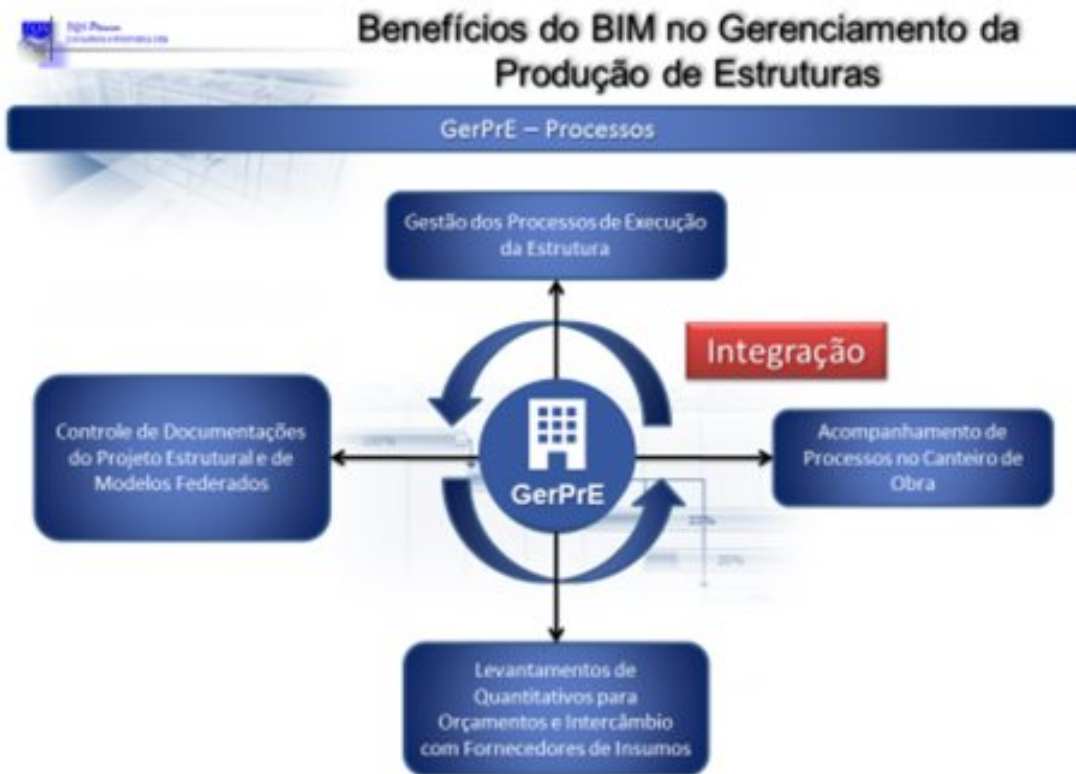 TQS
Benefícios do BIM no Gerenciamento da
Produção de Estruturas
GerPrE – Processos
Gestão dos Processos de Execução
da Estrutura
Integração
Controle de Documentações
do Projeto Estrutural e de
Modelos Federados
GerPrE
Acompanhamento de
Processos no Canteiro de
Obra
Levantamentos de
Quantitativos para
Orçamentos e Intercâmbio
com Fornecedores de Insumos